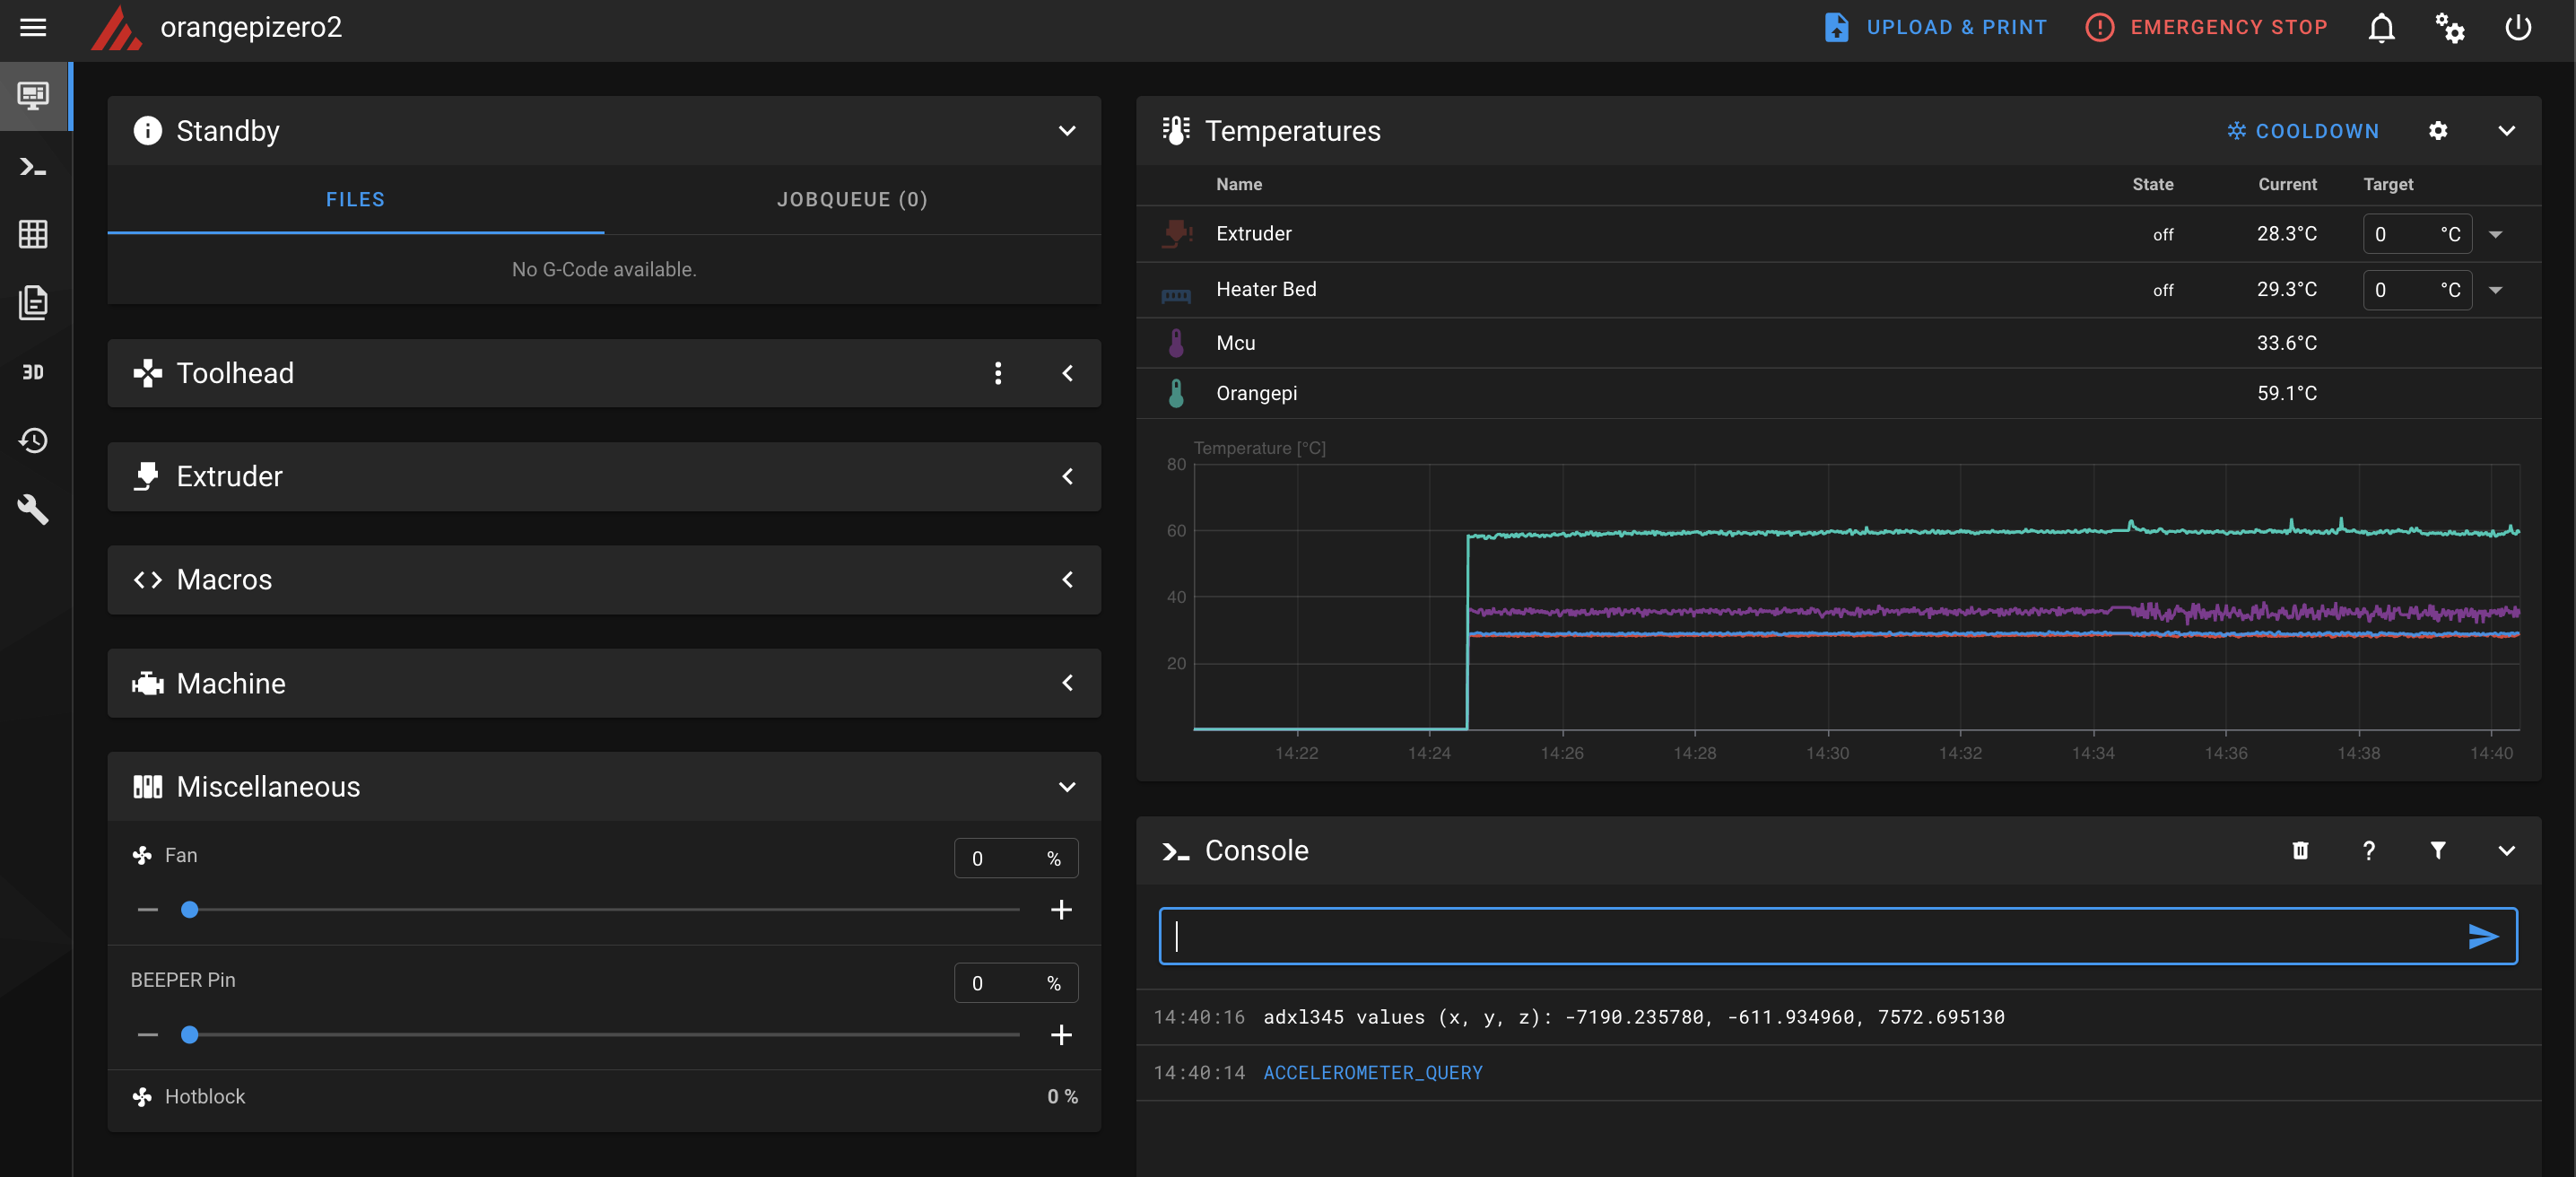 orangepizero2
UPLOAD & PRINT
EMERGENCY STOP
Standby
FILES
JOBQUEUE (0)
No G-Code available.
Toolhead
Extruder
Macros
Machine
Miscellaneous
Fan
0 %
BEEPER Pin
0 %
Hotblock
0 %
3D
Temperatures
COOLDOWN
Name State Current Target
Extruder off 28.3°C 0 °C
Heater Bed off 29.3°C 0 °C
Mcu 33.6°C
Orangepi 59.1°C
Temperature [°C]
80
60
40
20
14:22 14:24 14:26 14:28 14:30 14:32 14:34 14:36 14:38 14:40
Console
?
14:40:16 adxl345 values (x, y, z): -7190.235780, -611.934960, 7572.695130
14:40:14 ACCELEROMETER_QUERY